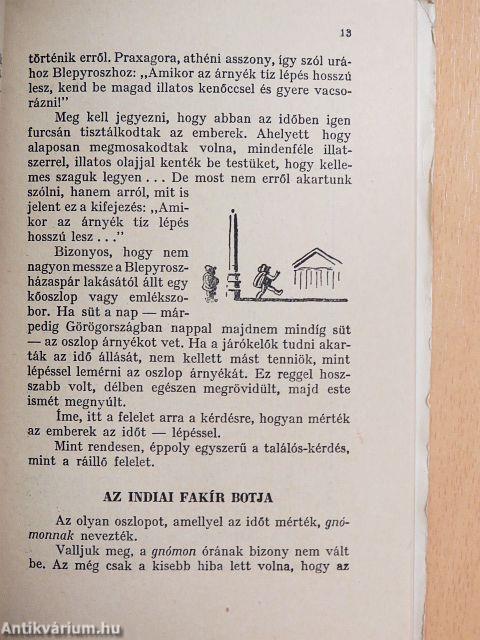 13
történik erről. Praxagora, athéni asszony, így szól urá-
hoz Blepyroszhoz: „Amikor az árnyék tíz lépés hosszú
lesz, kend be magad illatos kenőccsel és gyere vacso-
rázni!"
Meg kell jegyezni, hogy abban az időben igen
furcsán tisztálkodtak az emberek. Ahelyett hogy
alaposan megmosakodtak volna, mindenféle illat-
szerrel, illatos olajjal kenték be testüket, hogy kelle-
mes szaguk legyen . . . De most nem erről akartunk
szólni, hanem arról, mit is
jelent ez a kifejezés: „Ami-
kor az árnyék tíz lépés
hosszú lesz . . ."
Bizonyos, hogy nem
nagyon messze a Blepyrosz-
házaspár lakásától állt egy
kőoszlop vagy emlékszo-
bor. Ha süt a nap — már-
pedig Görögországban nappal majdnem mindíg süt
— az oszlop árnyékot vet. Ha a járókelők tudni akar-
ták az idő állását, nem kellett mást tenniök, mint
lépéssel lemérni az oszlop árnyékát. Ez reggel hosz-
szabb volt, délben egészen megrövidült, majd este
ismét megnyúlt.
Íme, itt a felelet arra a kérdésre, hogyan mérték
az emberek az időt — lépéssel.
Mint rendesen, éppoly egyszerű a találós-kérdés,
mint a ráillő felelet.
AZ INDIAI FAKÍR BOTJA
Az olyan oszlopot, amellyel az időt mérték, gnó-
monnak nevezték.
Valljuk meg, a gnómon órának bizony nem vált
be. Az még csak a kisebb hiba lett volna, hogy az
Antikvárium.hu